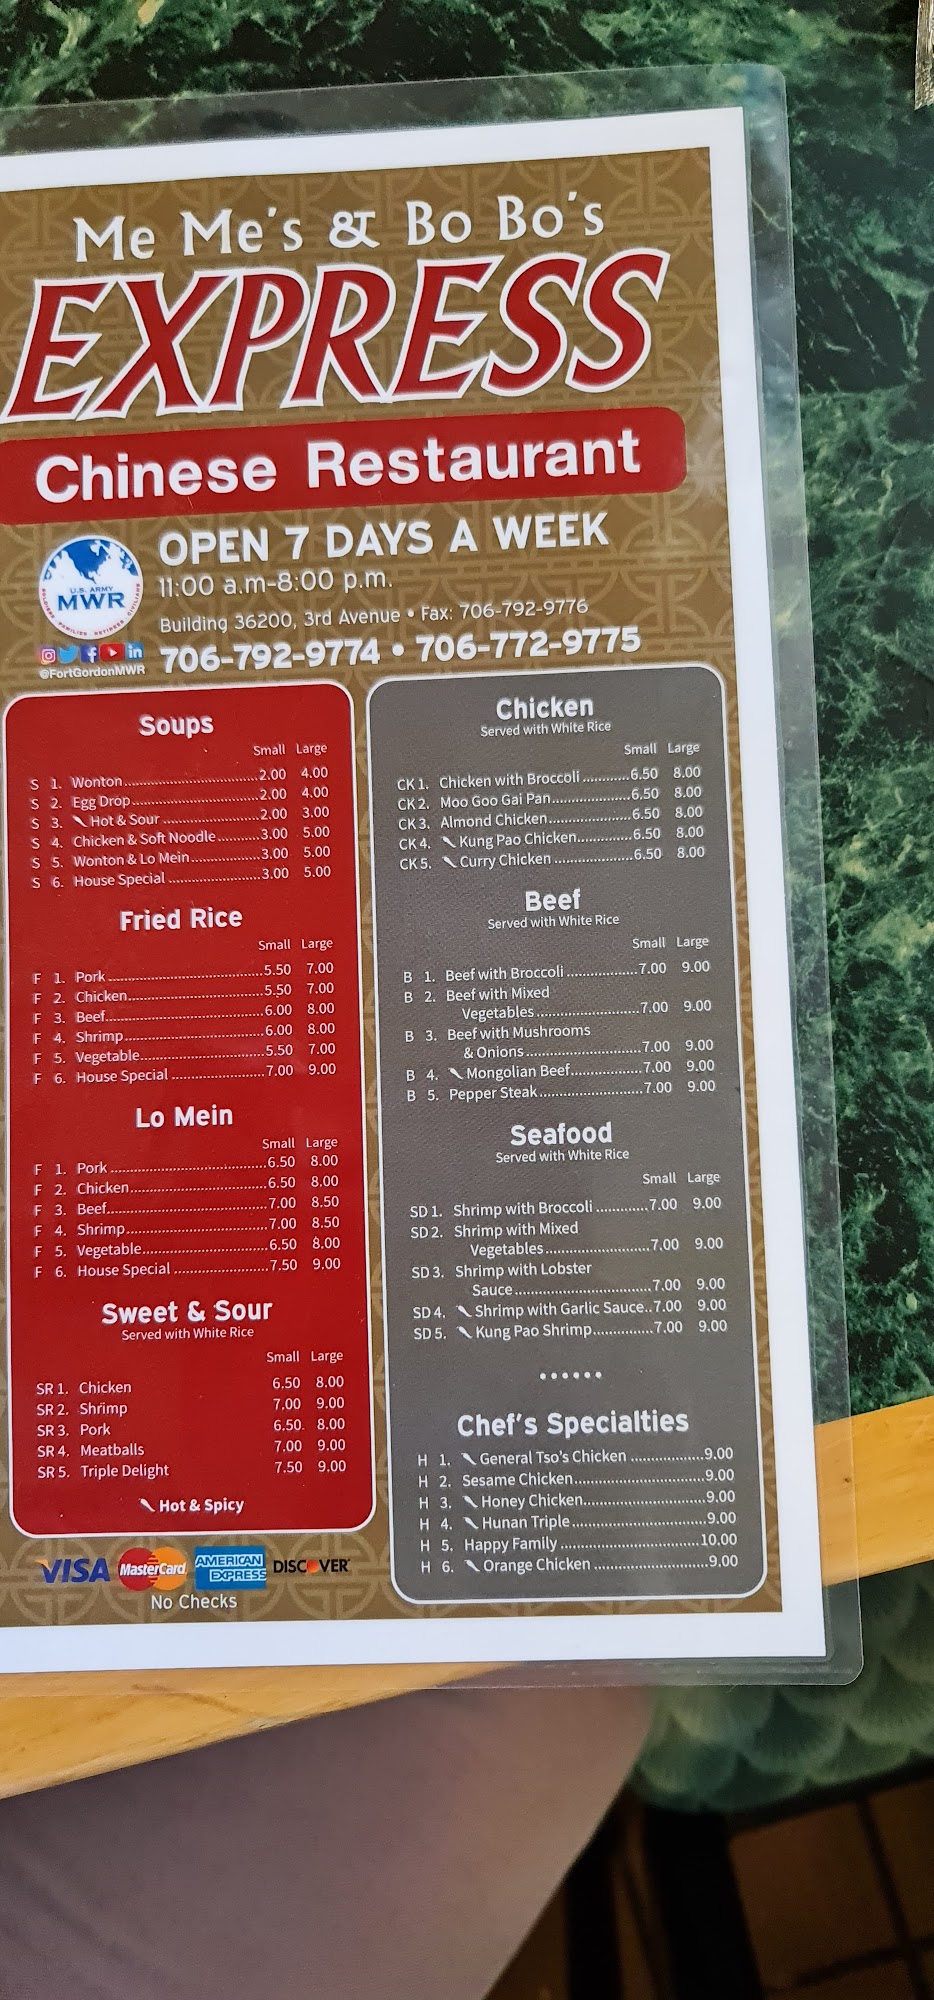 Me Me's & Bo Bo's
EXPRESS
Chinese Restaurant
OPEN 7 DAYS A WEEK
11:00 a.m-8:00 p.m.
Building 36200, 3rd Avenue • Fax: 706-792-9776
706-792-9774 • 706-772-9775
U.S. ARMY
MWR
SOLDIERS FAMILIES RETIREES CIVILIANS
@FortGordonMWR
Soups
Small Large
S 1. Wonton 2.00 4.00
S 2. Egg Drop 2.00 4.00
S 3. Hot & Sour 2.00 3.00
S 4. Chicken & Soft Noodle 3.00 5.00
S 5. Wonton & Lo Mein 3.00 5.00
S 6. House Special 3.00 5.00
Fried Rice
Small Large
F 1. Pork 5.50 7.00
F 2. Chicken 5.50 7.00
F 3. Beef 6.00 8.00
F 4. Shrimp 6.00 8.00
F 5. Vegetable 5.50 7.00
F 6. House Special 7.00 9.00
Lo Mein
Small Large
F 1. Pork 6.50 8.00
F 2. Chicken 6.50 8.00
F 3. Beef 7.00 8.50
F 4. Shrimp 7.00 8.50
F 5. Vegetable 6.50 8.00
F 6. House Special 7.50 9.00
Sweet & Sour
Served with White Rice
Small Large
SR 1. Chicken 6.50 8.00
SR 2. Shrimp 7.00 9.00
SR 3. Pork 6.50 8.00
SR 4. Meatballs 7.00 9.00
SR 5. Triple Delight 7.50 9.00
Hot & Spicy
VISA MasterCard AMERICAN EXPRESS DISCOVER
No Checks
Chicken
Served with White Rice
Small Large
CK 1. Chicken with Broccoli 6.50 8.00
CK 2. Moo Goo Gai Pan 6.50 8.00
CK 3. Almond Chicken 6.50 8.00
CK 4. Kung Pao Chicken 6.50 8.00
CK 5. Curry Chicken 6.50 8.00
Beef
Served with White Rice
Small Large
B 1. Beef with Broccoli 7.00 9.00
B 2. Beef with Mixed
Vegetables 7.00 9.00
B 3. Beef with Mushrooms
& Onions 7.00 9.00
B 4. Mongolian Beef 7.00 9.00
B 5. Pepper Steak 7.00 9.00
Seafood
Served with White Rice
Small Large
SD 1. Shrimp with Broccoli 7.00 9.00
SD 2. Shrimp with Mixed
Vegetables 7.00 9.00
SD 3. Shrimp with Lobster
Sauce 7.00 9.00
SD 4. Shrimp with Garlic Sauce 7.00 9.00
SD 5. Kung Pao Shrimp 7.00 9.00
Chef's Specialties
H 1. General Tso's Chicken 9.00
H 2. Sesame Chicken 9.00
H 3. Honey Chicken 9.00
H 4. Hunan Triple 9.00
H 5. Happy Family 10.00
H 6. Orange Chicken 9.00